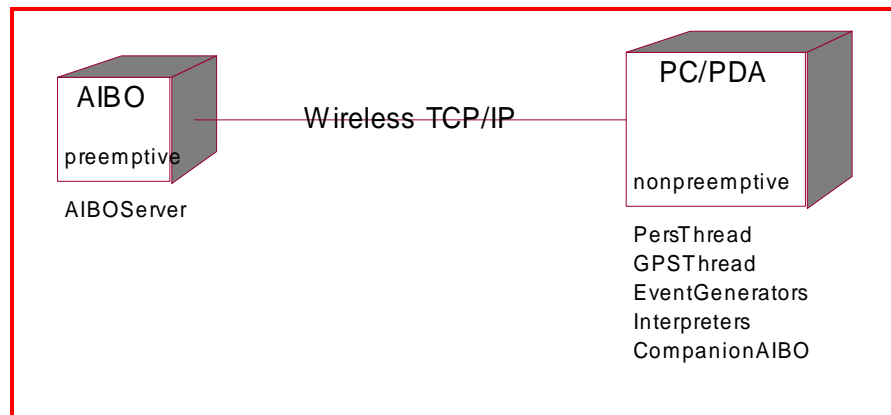 AIBO
preemptive
AIBOServer
Wireless TCP/IP
PC/PDA
nonpreemptive
PersThread
GPSThread
EventGenerators
Interpreters
CompanionAIBO